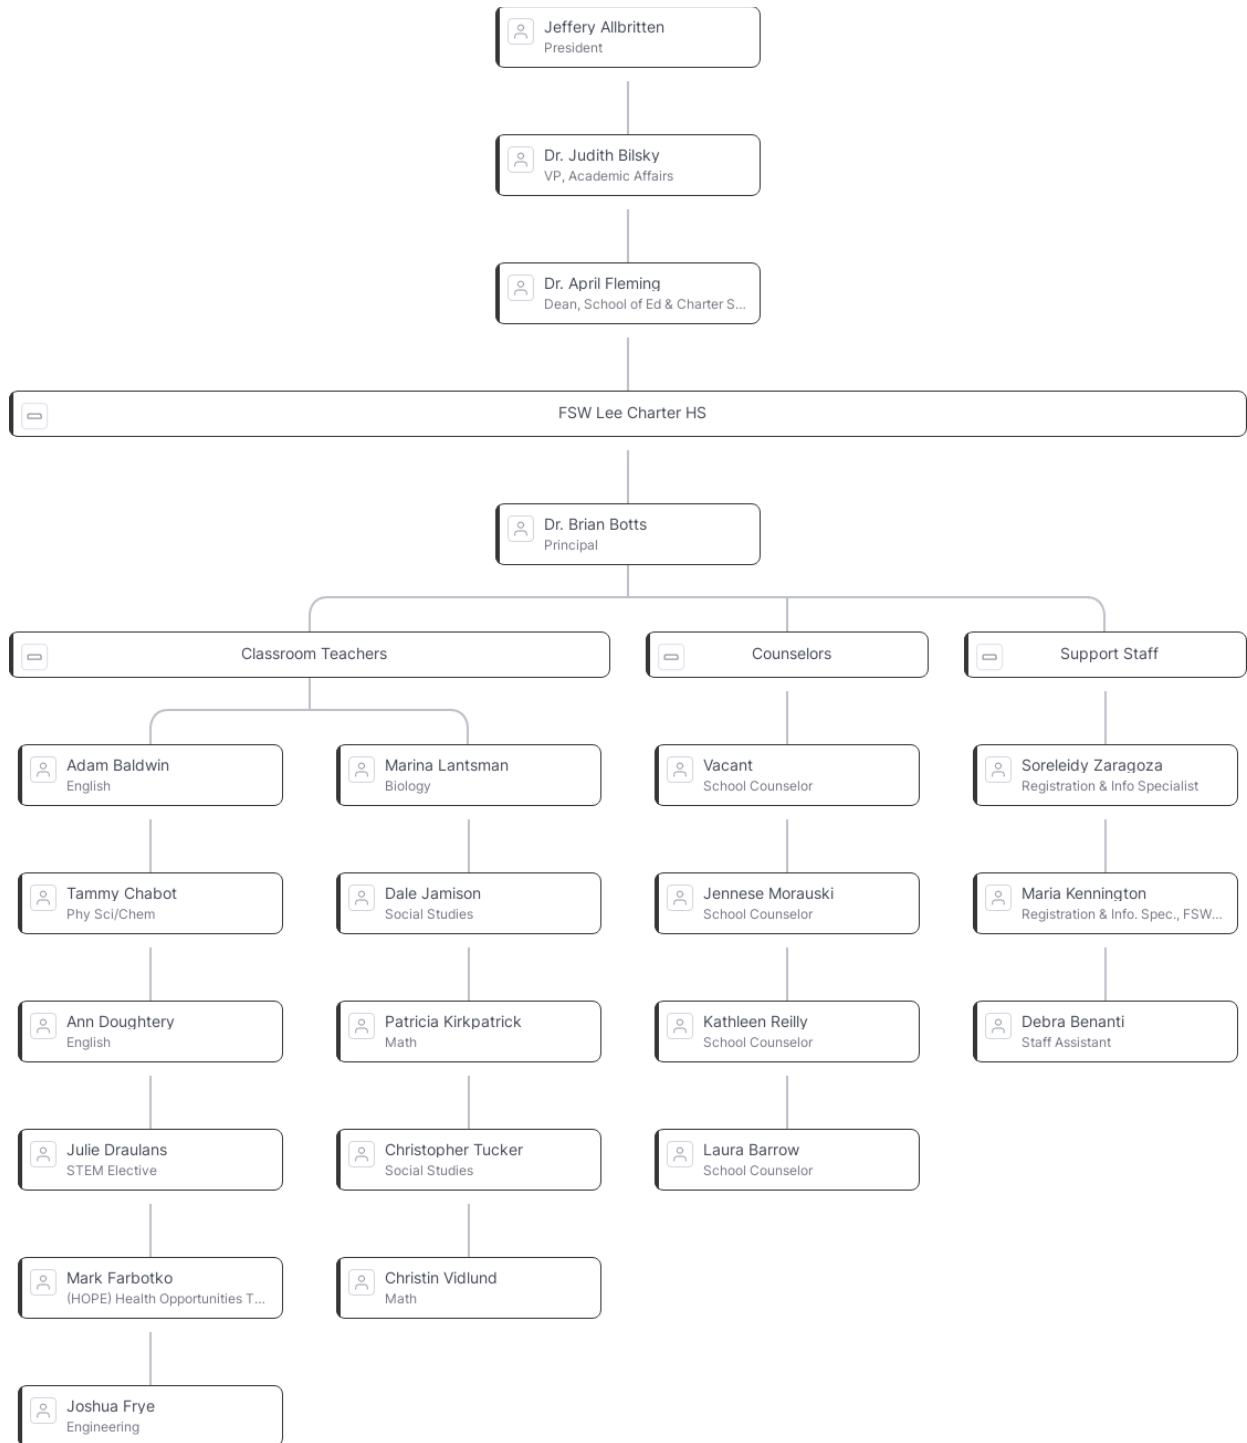 Jeffery Allbritten
President
Dr. Judith Bilsky
VP, Academic Affairs
Dr. April Fleming
Dean, School of Ed & Charter S...
FSW Lee Charter HS
Dr. Brian Botts
Principal
Classroom Teachers
Counselors
Support Staff
Adam Baldwin
English
Marina Lantsman
Biology
Vacant
School Counselor
Soreleidy Zaragoza
Registration & Info Specialist
Tammy Chabot
Phy Sci/Chem
Dale Jamison
Social Studies
Jennese Morauski
School Counselor
Maria Kennington
Registration & Info. Spec., FSW...
Ann Doughtery
English
Patricia Kirkpatrick
Math
Kathleen Reilly
School Counselor
Debra Benanti
Staff Assistant
Julie Draulans
STEM Elective
Christopher Tucker
Social Studies
Laura Barrow
School Counselor
Mark Farbotko
(HOPE) Health Opportunities T...
Christin Vidlund
Math
Joshua Frye
Engineering